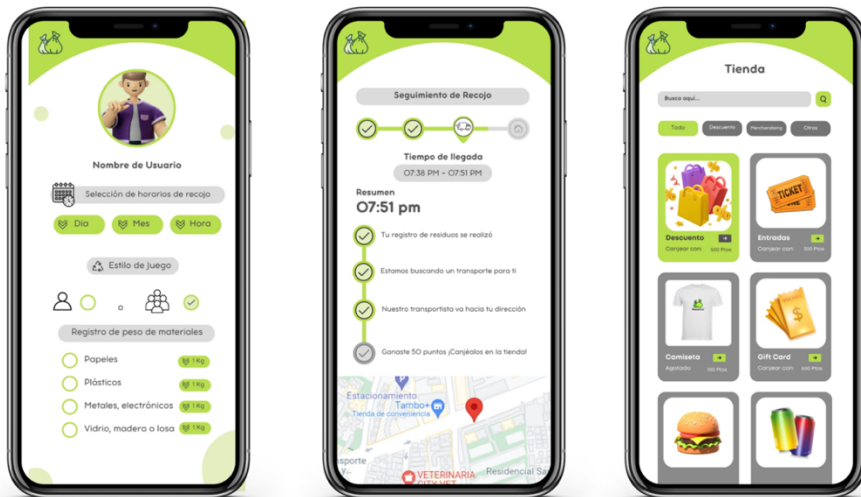 Nombre de Usuario
Selección de horarios de recojo
Dia
Mes
Hora
Estilo de Juego
o
Registro de peso de materiales
Papeles
1 Kg
Plásticos
1 Kg
Metales, electrónicos
1 Kg
Vidrio, madera o losa
1 Kg
Seguimiento de Recojo
Tiempo de llegada
07:38 PM - 07:51 PM
Resumen
07:51 pm
Tu registro de residuos se realizó
Estamos buscando un transporte para ti
Nuestro transportista va hacia tu dirección
Ganaste 50 puntos ¡Canjéalos en la tienda!
Estacionamiento
Tambo+
Tienda de conveniencia
VETERINARIA
CITY VET
Residencial Sa
Tienda
Busca aquí...
Todo
Descuento
Merchandising
Otros
TICKET
Descuento
Canjear con:
Entradas
Canjear con:
Camiseta
Agotado
Gift Card
Canjear con: